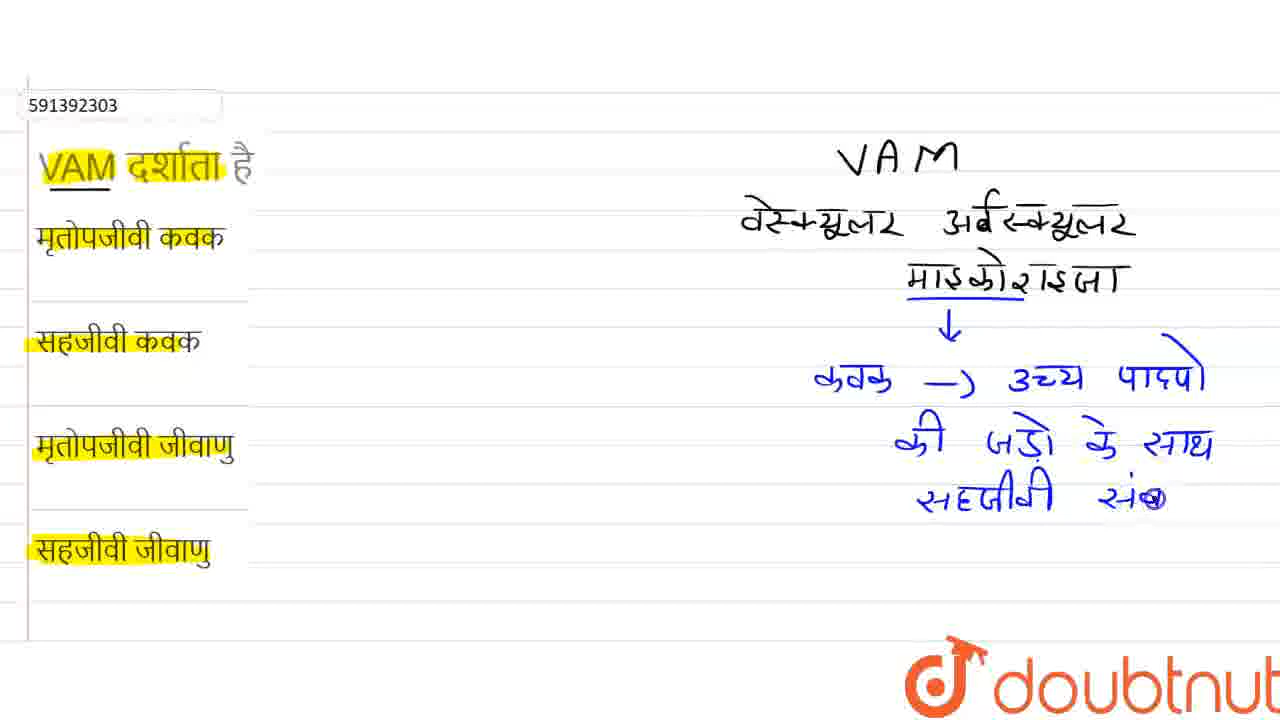 591392303
VAM दर्शाता है
मृतोपजीवी कवक
सहजीवी कवक
मृतोपजीवी जीवाणु
सहजीवी जीवाणु
VAM
वेस्क्यूलर अर्बस्क्यूलर
माइकोराइजा
↓
कवक → उच्च पादपो
की जड़ो के साथ
सहजीवी
doubtnut